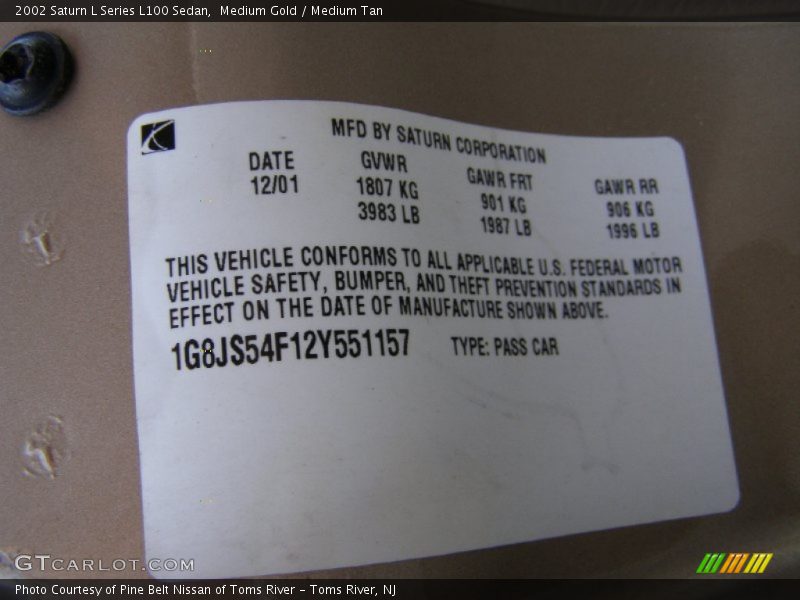 2002 Saturn L Series L100 Sedan,  Medium Gold / Medium Tan
MFD BY SATURN CORPORATION
DATE GVWR GAWR FRT GAWR RR
12/01 1807 KG 901 KG 906 KG
3983 LB 1987 LB 1996 LB
THIS VEHICLE CONFORMS TO ALL APPLICABLE U.S. FEDERAL MOTOR
VEHICLE SAFETY, BUMPER, AND THEFT PREVENTION STANDARDS IN
EFFECT ON THE DATE OF MANUFACTURE SHOWN ABOVE.
1G8JS54F12Y551157 TYPE: PASS CAR
GTCARLOT.COM
Photo Courtesy of Pine Belt Nissan of Toms River – Toms River, NJ